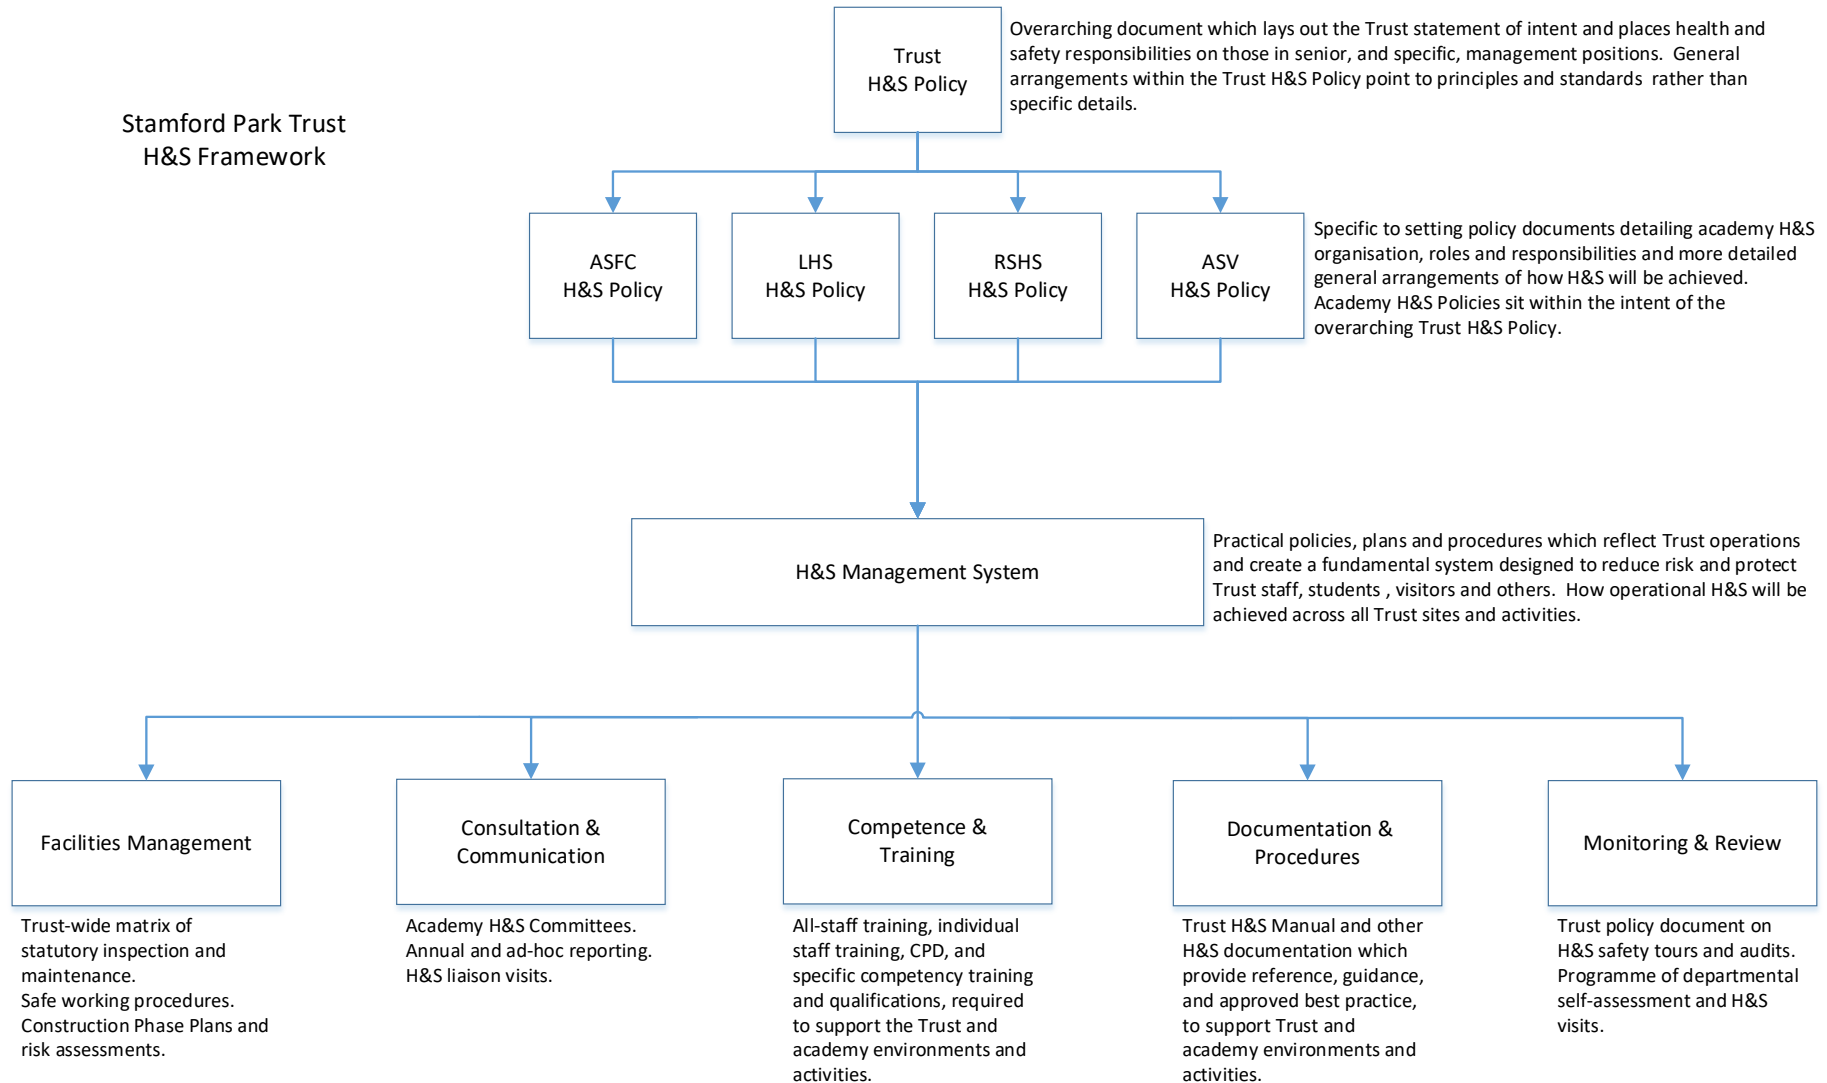 Stamford Park Trust
H&S Framework
Trust
H&S Policy
Overarching document which lays out the Trust statement of intent and places health and
safety responsibilities on those in senior, and specific, management positions.  General
arrangements within the Trust H&S Policy point to principles and standards  rather than
specific details.
ASFC
H&S Policy
LHS
H&S Policy
RSHS
H&S Policy
ASV
H&S Policy
Specific to setting policy documents detailing academy H&S
organisation, roles and responsibilities and more detailed
general arrangements of how H&S will be achieved.
Academy H&S Policies sit within the intent of the
overarching Trust H&S Policy.
H&S Management System
Practical policies, plans and procedures which reflect Trust operations
and create a fundamental system designed to reduce risk and protect
Trust staff, students , visitors and others.  How operational H&S will be
achieved across all Trust sites and activities.
Facilities Management
Trust-wide matrix of
statutory inspection and
maintenance.
Safe working procedures.
Construction Phase Plans and
risk assessments.
Consultation &
Communication
Academy H&S Committees.
Annual and ad-hoc reporting.
H&S liaison visits.
Competence &
Training
All-staff training, individual
staff training, CPD, and
specific competency training
and qualifications, required
to support the Trust and
academy environments and
activities.
Documentation &
Procedures
Trust H&S Manual and other
H&S documentation which
provide reference, guidance,
and approved best practice,
to support Trust and
academy environments and
activities.
Monitoring & Review
Trust policy document on
H&S safety tours and audits.
Programme of departmental
self-assessment and H&S
visits.